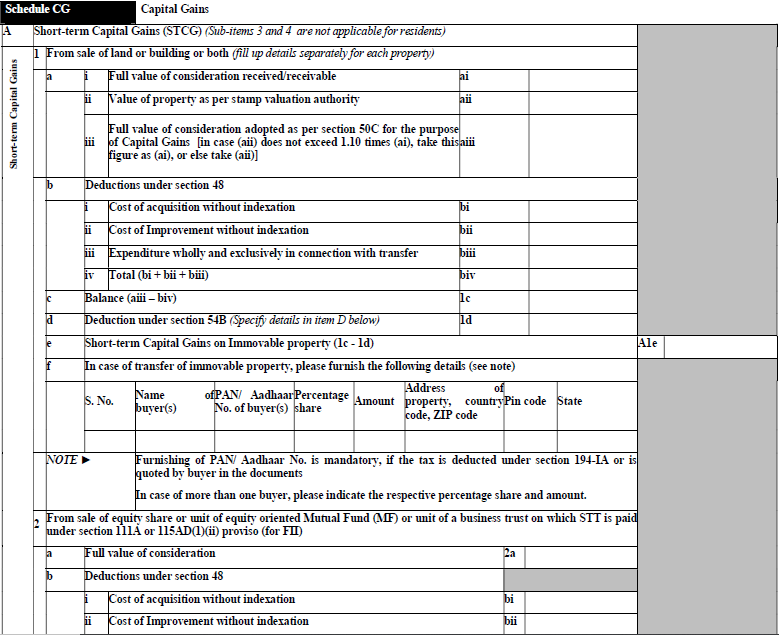 Schedule CG Capital Gains
A Short-term Capital Gains (STCG) (Sub-items 3 and 4 are not applicable for residents)
Short-term Capital Gains
1 From sale of land or building or both (fill up details separately for each property)
a i Full value of consideration received/receivable ai
ii Value of property as per stamp valuation authority aii
Full value of consideration adopted as per section 50C for the purpose
iii of Capital Gains [in case (aii) does not exceed 1.10 times (ai), take this aiii
figure as (ai), or else take (aii)]
b Deductions under section 48
i Cost of acquisition without indexation bi
ii Cost of Improvement without indexation bii
iii Expenditure wholly and exclusively in connection with transfer biii
iv Total (bi + bii + biii) biv
c Balance (aiii – biv) 1c
d Deduction under section 54B (Specify details in item D below) 1d
e Short-term Capital Gains on Immovable property (1c - 1d) A1e
f In case of transfer of immovable property, please furnish the following details (see note)
S. No. Name of buyer(s) PAN/ Aadhaar No. of buyer(s) Percentage share Amount Address of property, country code, ZIP code Pin code State
NOTE ► Furnishing of PAN/ Aadhaar No. is mandatory, if the tax is deducted under section 194-IA or is
quoted by buyer in the documents
In case of more than one buyer, please indicate the respective percentage share and amount.
2 From sale of equity share or unit of equity oriented Mutual Fund (MF) or unit of a business trust on which STT is paid
under section 111A or 115AD(1)(ii) proviso (for FII)
a Full value of consideration 2a
b Deductions under section 48
i Cost of acquisition without indexation bi
ii Cost of Improvement without indexation bii